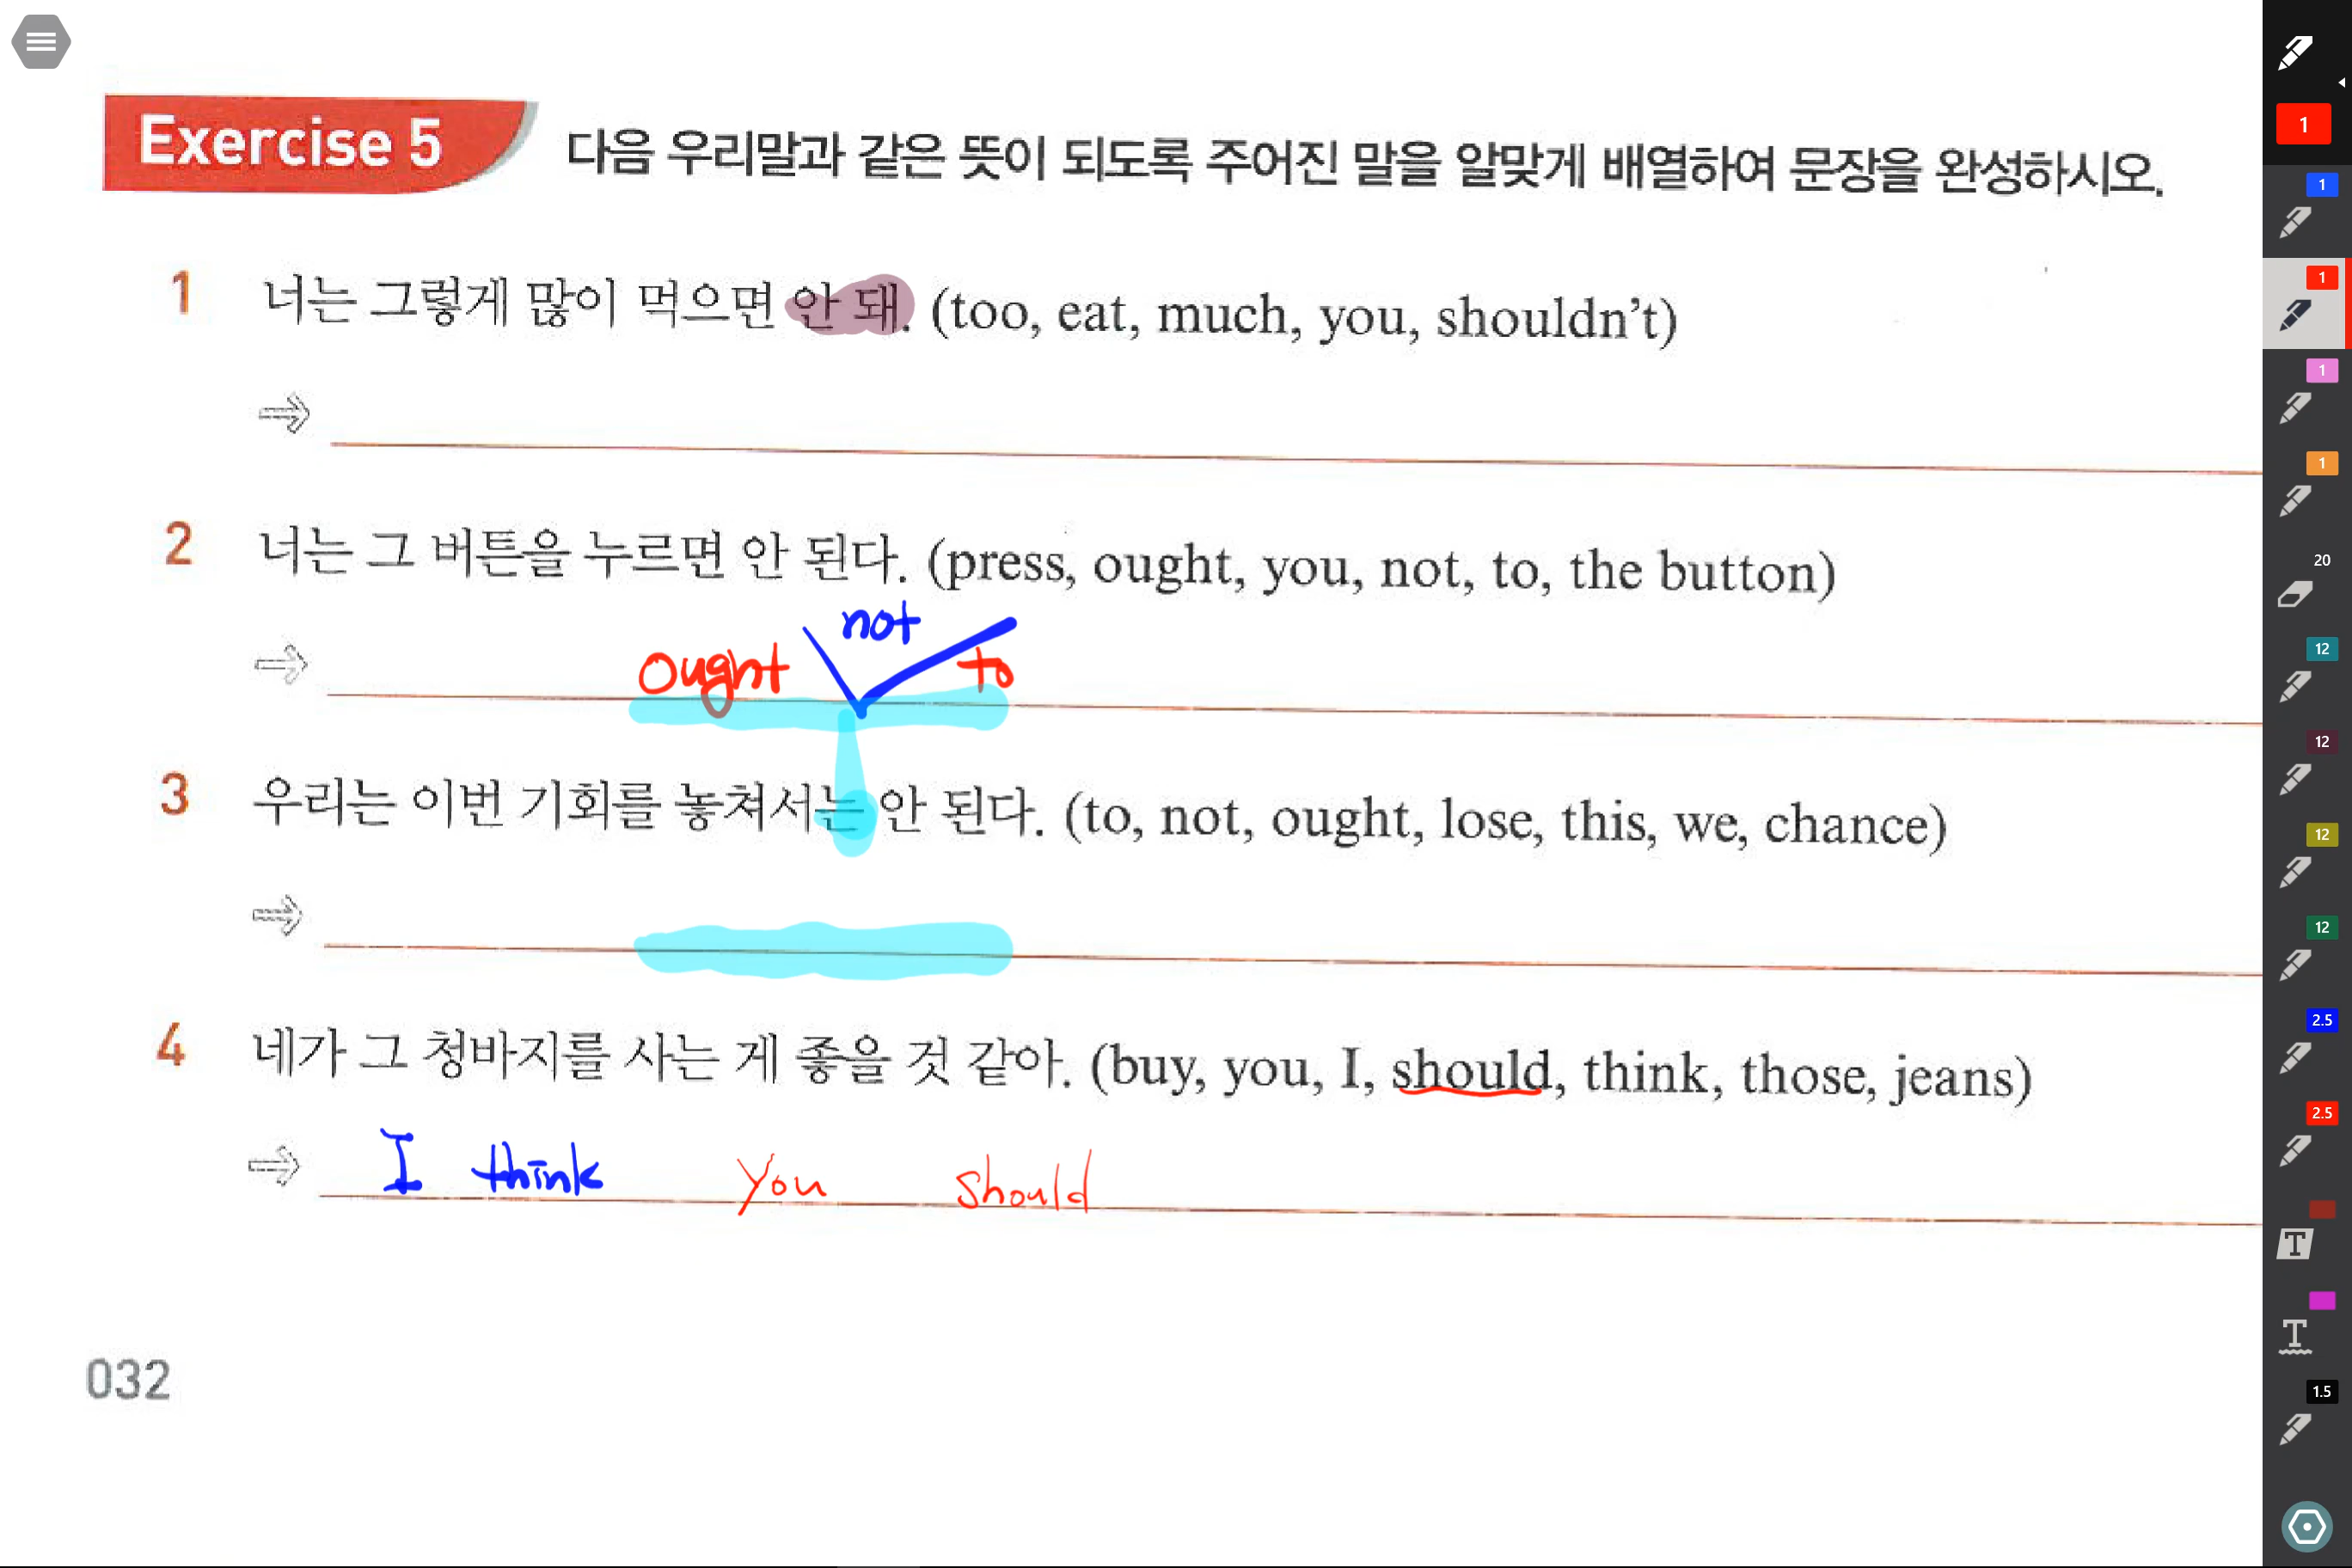 Exercise 5 다음 우리말과 같은 뜻이 되도록 주어진 말을 알맞게 배열하여 문장을 완성하시오.
1 너는 그렇게 많이 먹으면 안 돼. (too, eat, much, you, shouldn't)
⇒
2 너는 그 버튼을 누르면 안 된다. (press, ought, you, not, to, the button)
not
⇒ ought to
3 우리는 이번 기회를 놓쳐서는 안 된다. (to, not, ought, lose, this, we, chance)
⇒
4 네가 그 청바지를 사는 게 좋을 것 같아. (buy, you, I, should, think, those, jeans)
⇒ I think you should
032
1
1
1
1
1
20
12
12
12
12
2.5
2.5
T
T
1.5